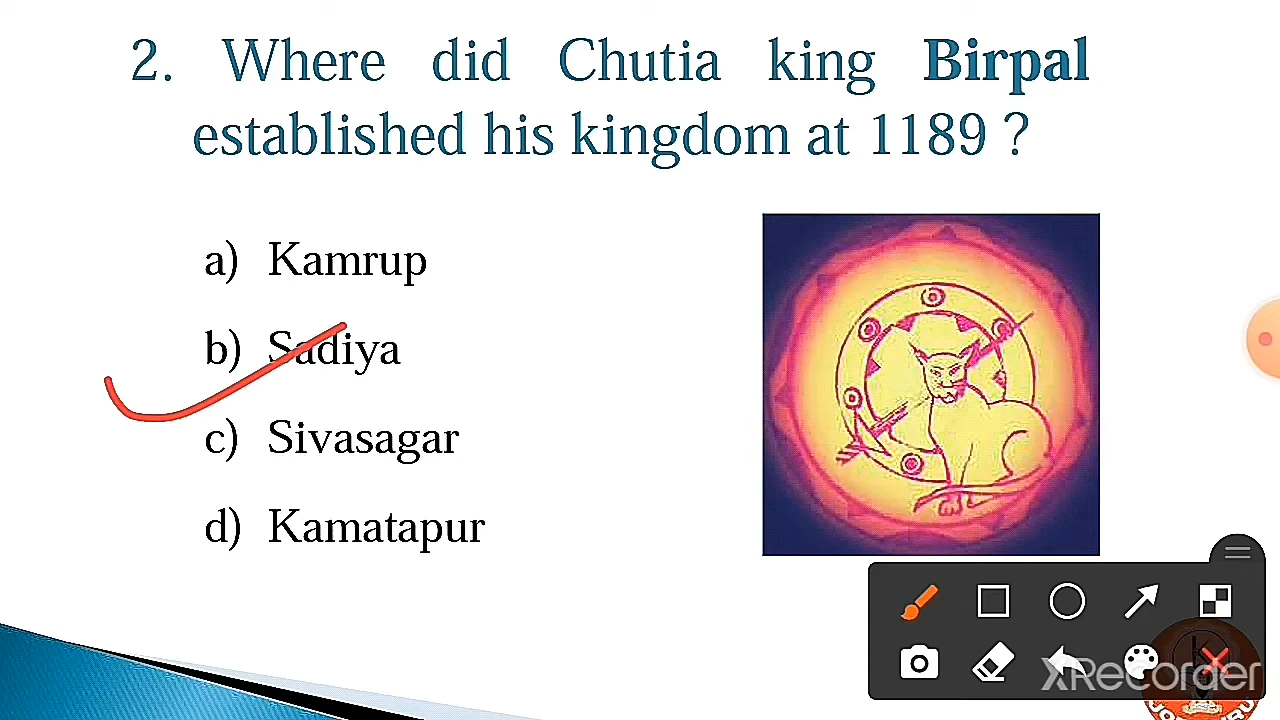 2. Where did Chutia king Birpal
established his kingdom at 1189 ?
a) Kamrup
b) Sadiya
c) Sivasagar
d) Kamatapur
XRecorder